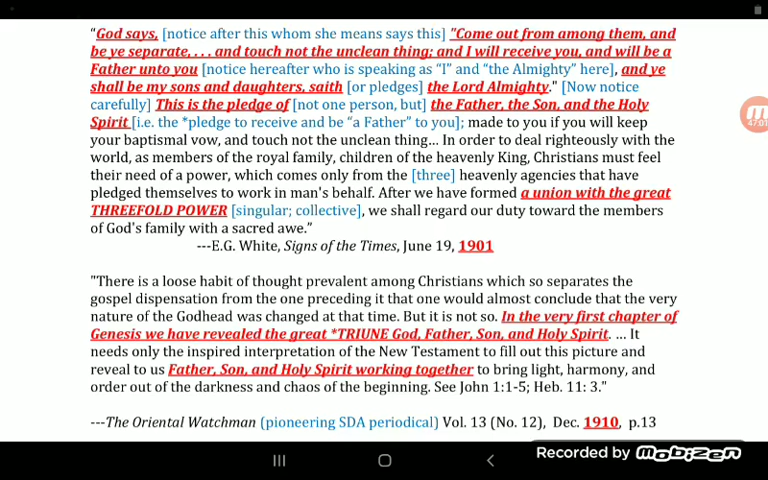 "God says, [notice after this whom she means says this] "Come out from among them, and
be ye separate, . . . and touch not the unclean thing; and I will receive you, and will be a
Father unto you [notice hereafter who is speaking as "I" and "the Almighty" here], and ye
shall be my sons and daughters, saith [or pledges] the Lord Almighty." [Now notice
carefully] This is the pledge of [not one person, but] the Father, the Son, and the Holy
Spirit [i.e. the *pledge to receive and be "a Father" to you]; made to you if you will keep
your baptismal vow, and touch not the unclean thing... In order to deal righteously with the
world, as members of the royal family, children of the heavenly King, Christians must feel
their need of a power, which comes only from the [three] heavenly agencies that have
pledged themselves to work in man's behalf. After we have formed a union with the great
THREEFOLD POWER [singular; collective], we shall regard our duty toward the members
of God's family with a sacred awe."
---E.G. White, Signs of the Times, June 19, 1901
"There is a loose habit of thought prevalent among Christians which so separates the
gospel dispensation from the one preceding it that one would almost conclude that the very
nature of the Godhead was changed at that time. But it is not so. In the very first chapter of
Genesis we have revealed the great *TRIUNE God, Father, Son, and Holy Spirit. ... It
needs only the inspired interpretation of the New Testament to fill out this picture and
reveal to us Father, Son, and Holy Spirit working together to bring light, harmony, and
order out of the darkness and chaos of the beginning. See John 1:1-5; Heb. 11: 3."
---The Oriental Watchman (pioneering SDA periodical) Vol. 13 (No. 12), Dec. 1910, p.13
Recorded by mobizen